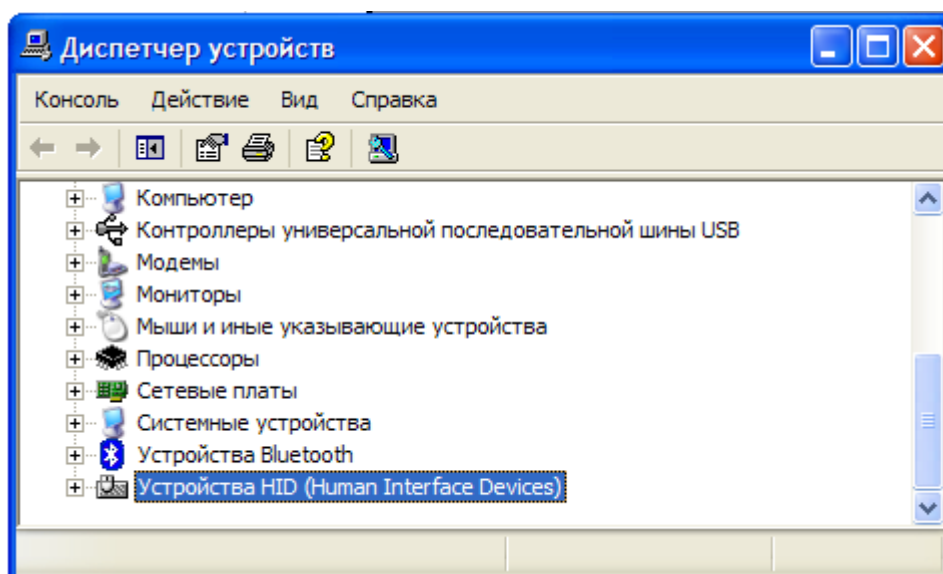 Диспетчер устройств
Консоль Действие Вид Справка
Компьютер
Контроллеры универсальной последовательной шины USB
Модемы
Мониторы
Мыши и иные указывающие устройства
Процессоры
Сетевые платы
Системные устройства
Устройства Bluetooth
Устройства HID (Human Interface Devices)